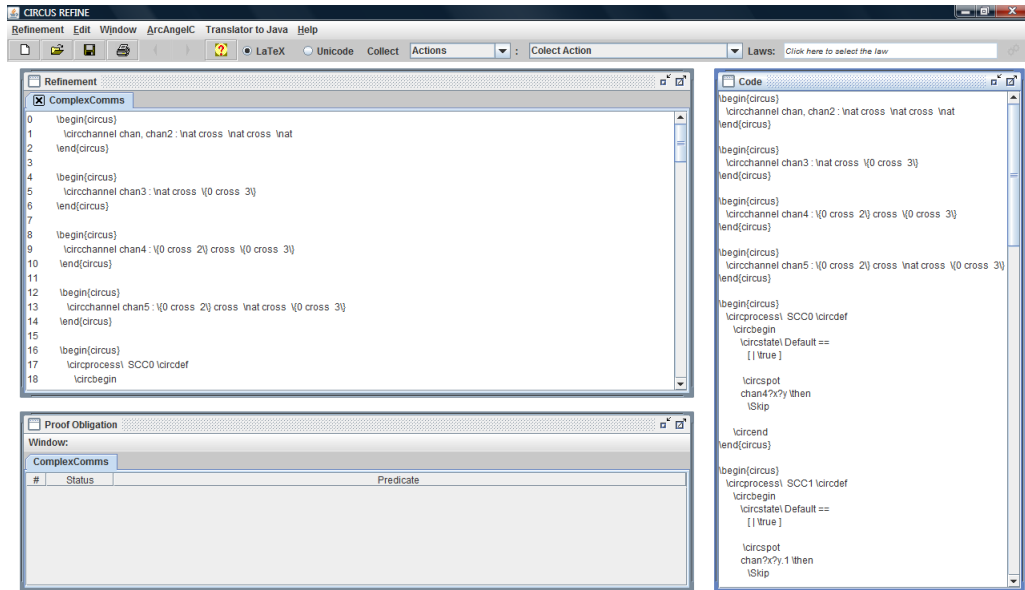 CIRCUS REFINE
Refinement Edit Window ArcAngelC Translator to Java Help
LaTeX Unicode Collect Actions : Colect Action Laws: Click here to select the law
Refinement
ComplexComms
0 \begin{circus}
1 \circchannel chan, chan2 : \nat cross \nat cross \nat
2 \end{circus}
3
4 \begin{circus}
5 \circchannel chan3 : \nat cross \{0 cross 3\}
6 \end{circus}
7
8 \begin{circus}
9 \circchannel chan4 : \{0 cross 2\} cross \{0 cross 3\}
10 \end{circus}
11
12 \begin{circus}
13 \circchannel chan5 : \{0 cross 2\} cross \nat cross \{0 cross 3\}
14 \end{circus}
15
16 \begin{circus}
17 \circprocess\ SCC0 \circdef
18 \circbegin
Proof Obligation
Window:
ComplexComms
# Status Predicate
Code
\begin{circus}
\circchannel chan, chan2 : \nat cross \nat cross \nat
\end{circus}
\begin{circus}
\circchannel chan3 : \nat cross \{0 cross 3\}
\end{circus}
\begin{circus}
\circchannel chan4 : \{0 cross 2\} cross \{0 cross 3\}
\end{circus}
\begin{circus}
\circchannel chan5 : \{0 cross 2\} cross \nat cross \{0 cross 3\}
\end{circus}
\begin{circus}
\circprocess\ SCC0 \circdef
\circbegin
\circstate\ Default ==
[ | \true ]
\circspot
chan4?x?y \then
\Skip
\circend
\end{circus}
\begin{circus}
\circprocess\ SCC1 \circdef
\circbegin
\circstate\ Default ==
[ | \true ]
\circspot
chan?x?y.1 \then
\Skip